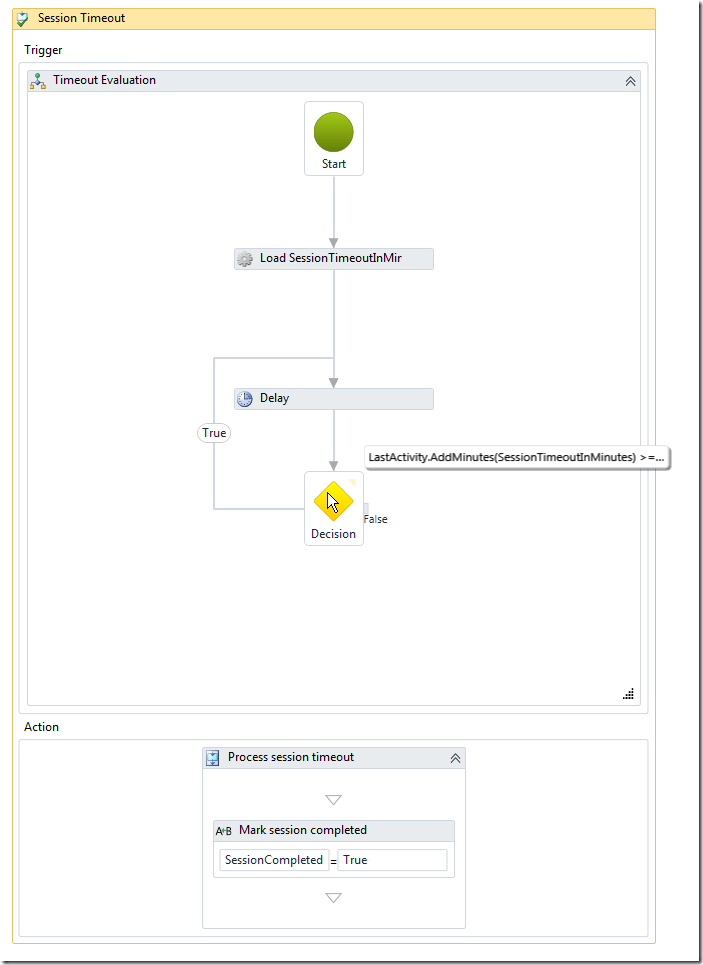 Session Timeout
Trigger
Timeout Evaluation
Start
Load SessionTimeoutInMir
Delay
True
LastActivity.AddMinutes(SessionTimeoutInMinutes) >=...
False
Decision
Action
Process session timeout
A+B Mark session completed
SessionCompleted = True